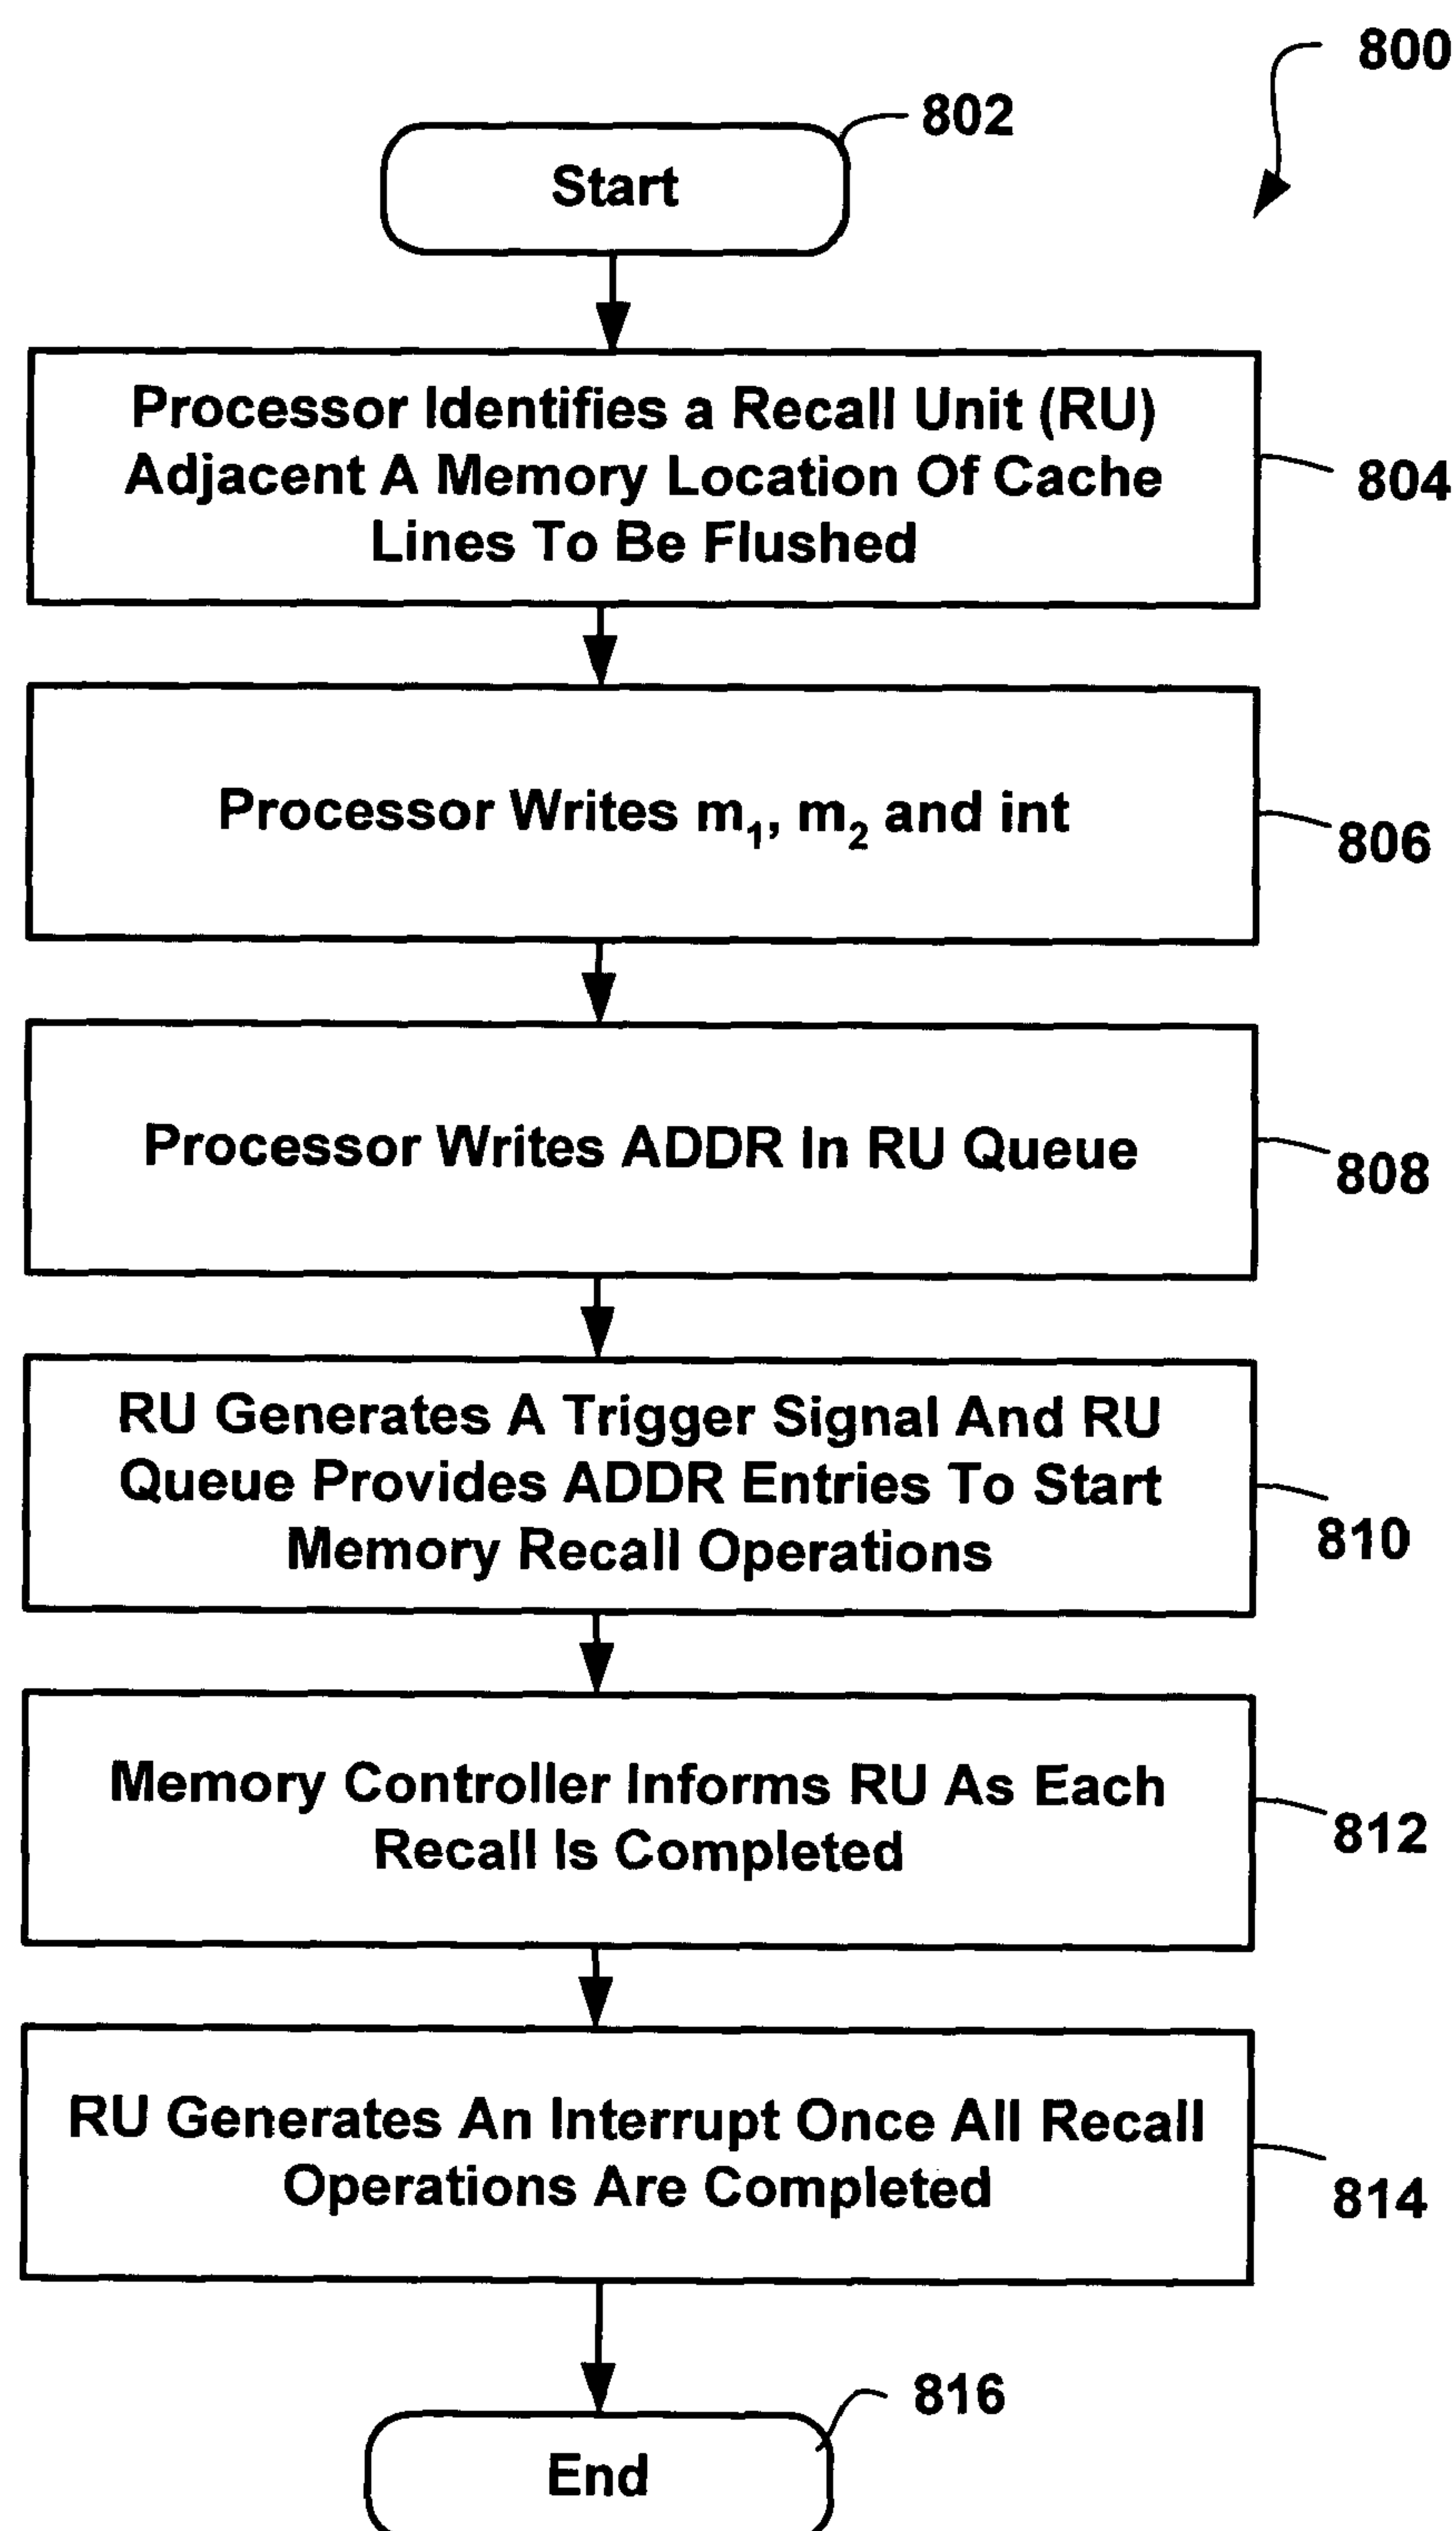 800
802
Start
Processor Identifies a Recall Unit (RU)
Adjacent A Memory Location Of Cache
Lines To Be Flushed
804
Processor Writes m₁, m₂ and int
806
Processor Writes ADDR In RU Queue
808
RU Generates A Trigger Signal And RU
Queue Provides ADDR Entries To Start
Memory Recall Operations
810
Memory Controller Informs RU As Each
Recall Is Completed
812
RU Generates An Interrupt Once All Recall
Operations Are Completed
814
816
End